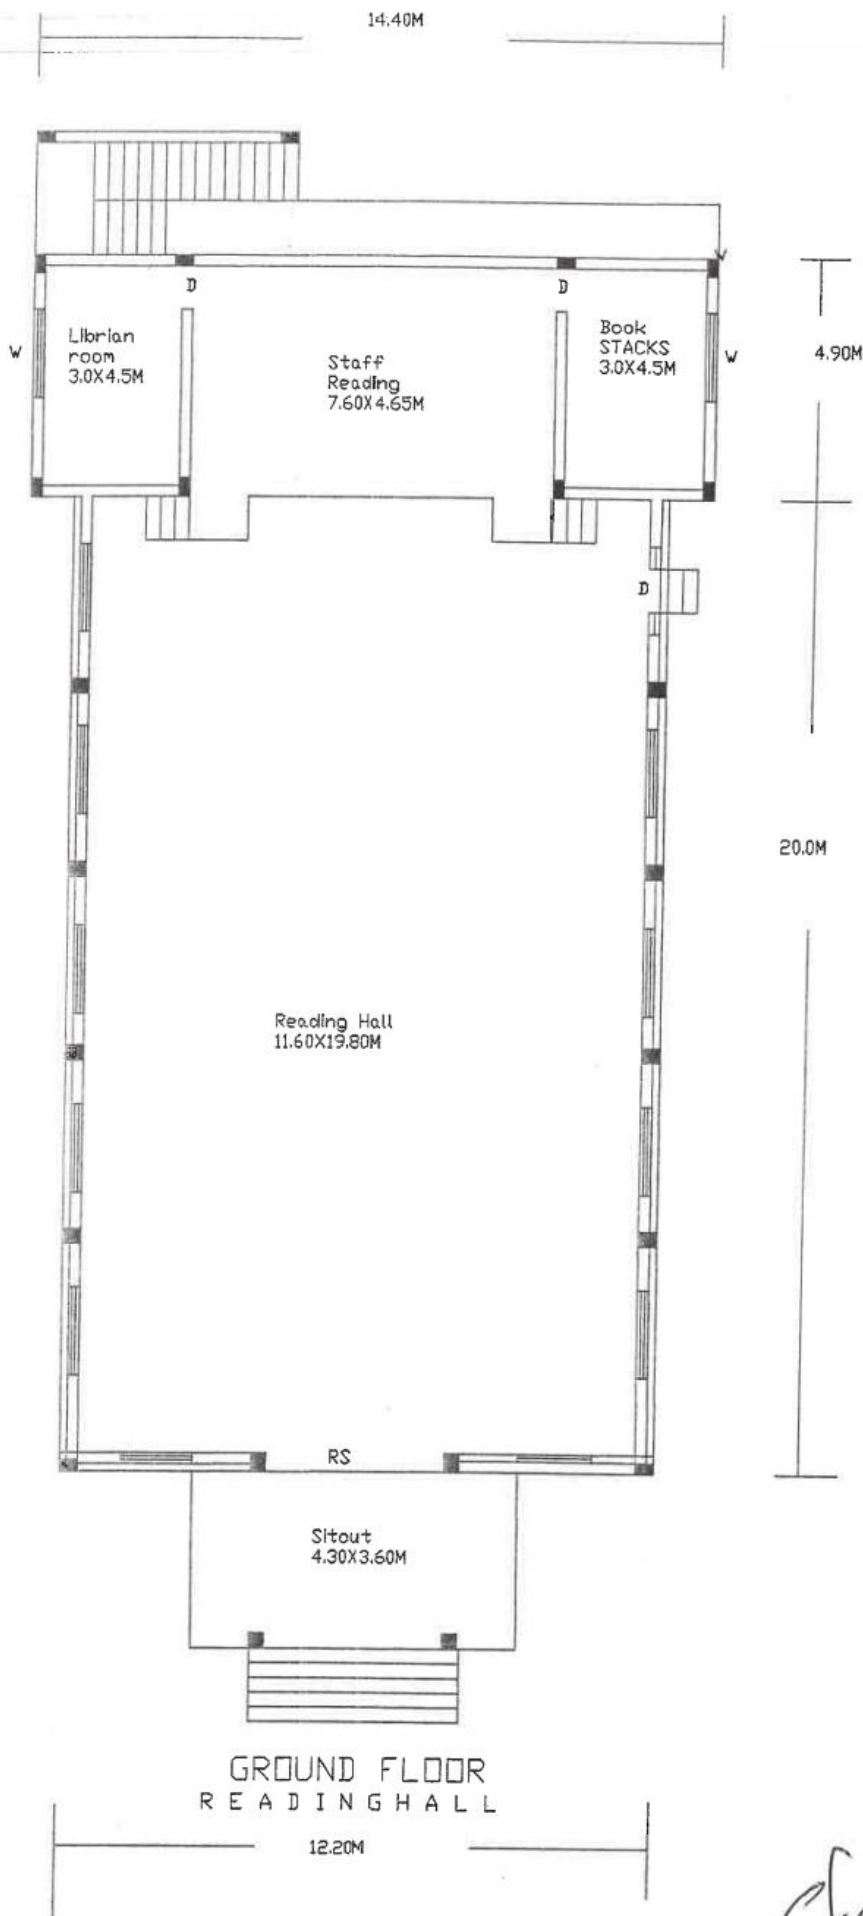 14.40M
D
D
W
Librian
room
3.0X4.5M
Staff
Reading
7.60X4.65M
Book
STACKS
3.0X4.5M
W
4.90M
D
20.0M
Reading Hall
11.60X19.80M
RS
Sitout
4.30X3.60M
GROUND FLOOR
READINGHALL
12.20M